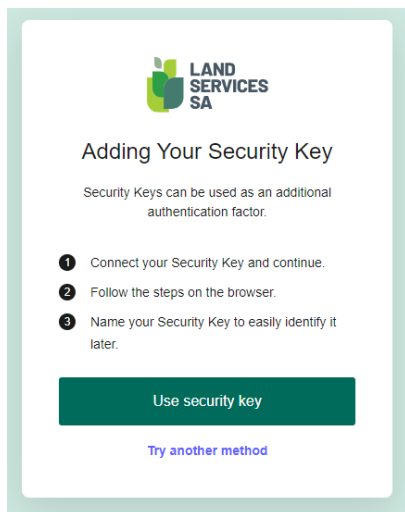 LAND
SERVICES
SA
Adding Your Security Key
Security Keys can be used as an additional
authentication factor.
1 Connect your Security Key and continue.
2 Follow the steps on the browser.
3 Name your Security Key to easily identify it
later.
Use security key
Try another method